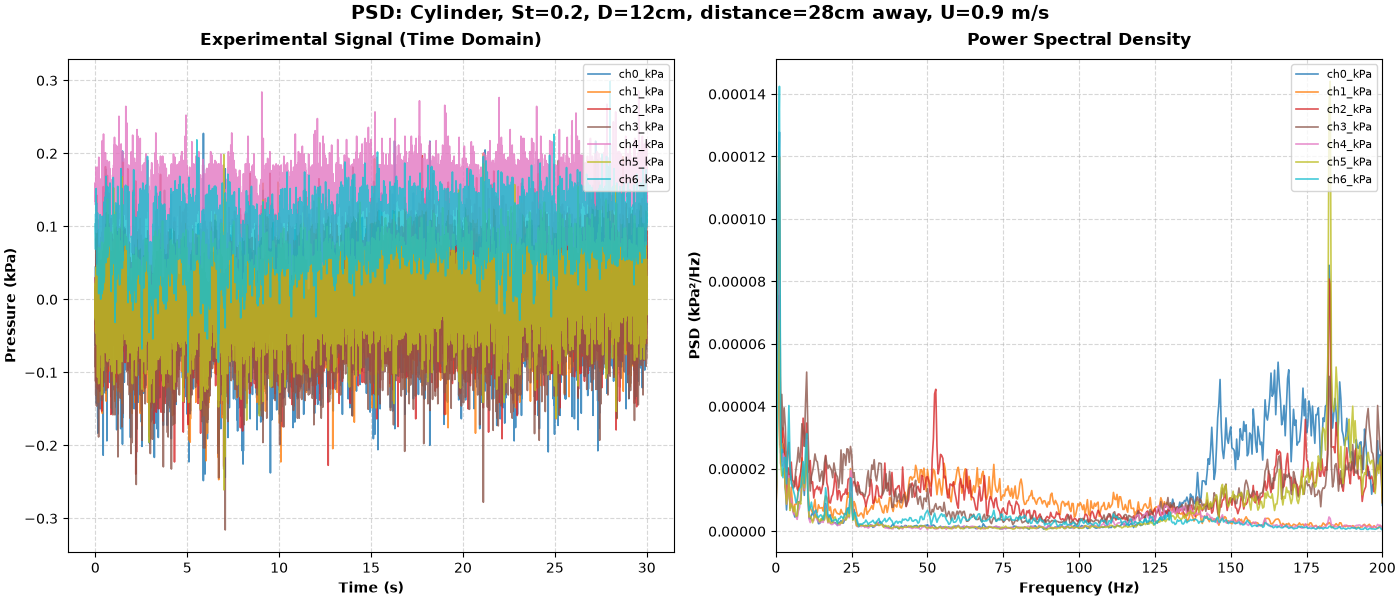 PSD: Cylinder, St=0.2, D=12cm, distance=28cm away, U=0.9 m/s
Experimental Signal (Time Domain)
Pressure (kPa)
0.3
0.2
0.1
0.0
−0.1
−0.2
−0.3
ch0_kPa
ch1_kPa
ch2_kPa
ch3_kPa
ch4_kPa
ch5_kPa
ch6_kPa
0 5 10 15 20 25 30
Time (s)
Power Spectral Density
PSD (kPa²/Hz)
0.00014
0.00012
0.00010
0.00008
0.00006
0.00004
0.00002
0.00000
ch0_kPa
ch1_kPa
ch2_kPa
ch3_kPa
ch4_kPa
ch5_kPa
ch6_kPa
0 25 50 75 100 125 150 175 200
Frequency (Hz)